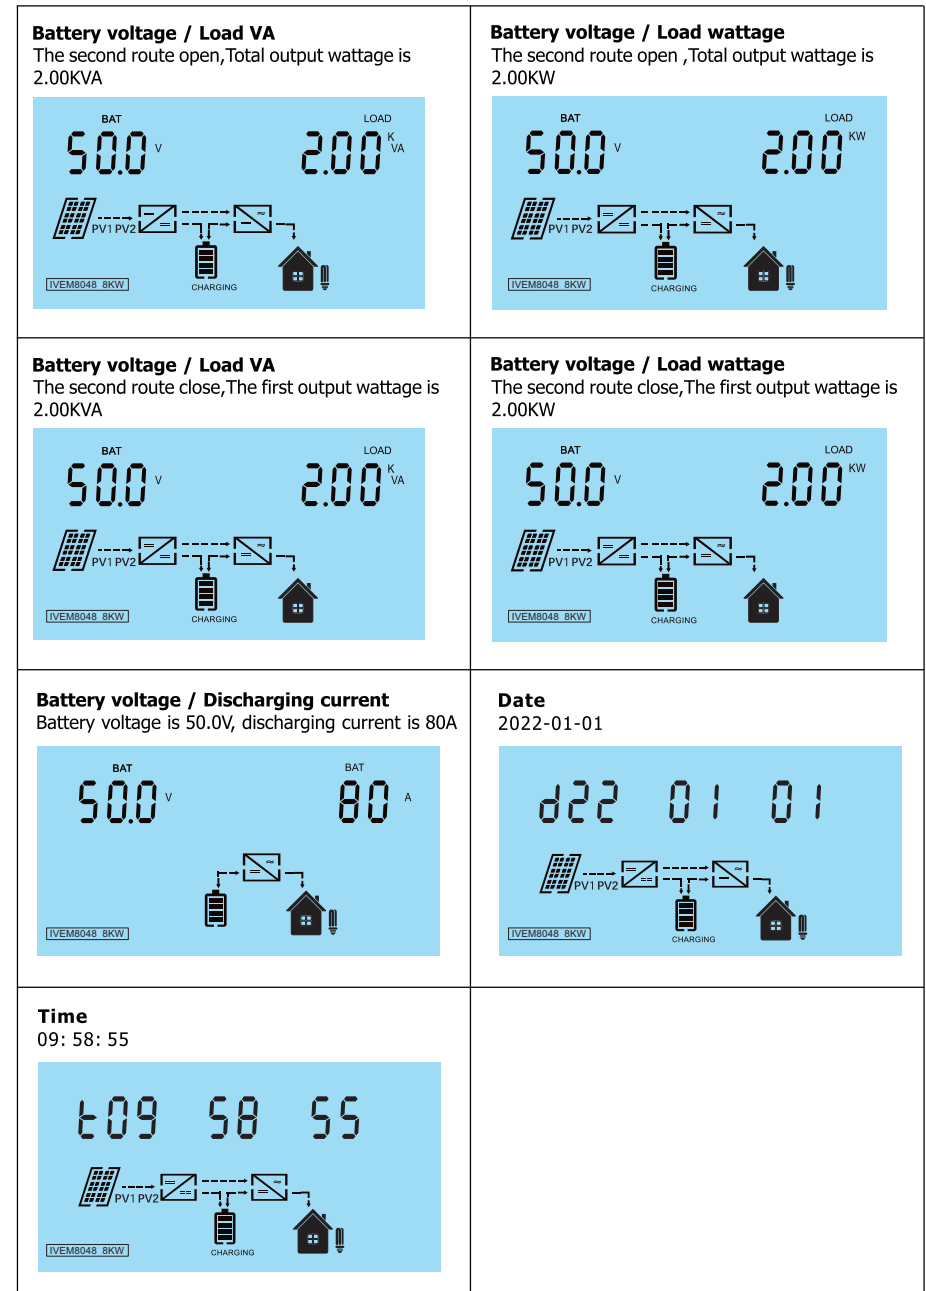 Battery voltage / Load VA
The second route open,Total output wattage is
2.00KVA
BAT
LOAD
50.0 V
2.00 K
VA
PV1 PV2
CHARGING
IVEM8048 8KW
Battery voltage / Load wattage
The second route open ,Total output wattage is
2.00KW
BAT
LOAD
50.0 V
2.00 KW
PV1 PV2
CHARGING
IVEM8048 8KW
Battery voltage / Load VA
The second route close,The first output wattage is
2.00KVA
BAT
LOAD
50.0 V
2.00 K
VA
PV1 PV2
CHARGING
IVEM8048 8KW
Battery voltage / Load wattage
The second route close,The first output wattage is
2.00KW
BAT
LOAD
50.0 V
2.00 KW
PV1 PV2
CHARGING
IVEM8048 8KW
Battery voltage / Discharging current
Battery voltage is 50.0V, discharging current is 80A
BAT
BAT
50.0 V
80 A
IVEM8048 8KW
Date
2022-01-01
d22 01 01
PV1 PV2
CHARGING
IVEM8048 8KW
Time
09: 58: 55
t09 58 55
PV1 PV2
CHARGING
IVEM8048 8KW